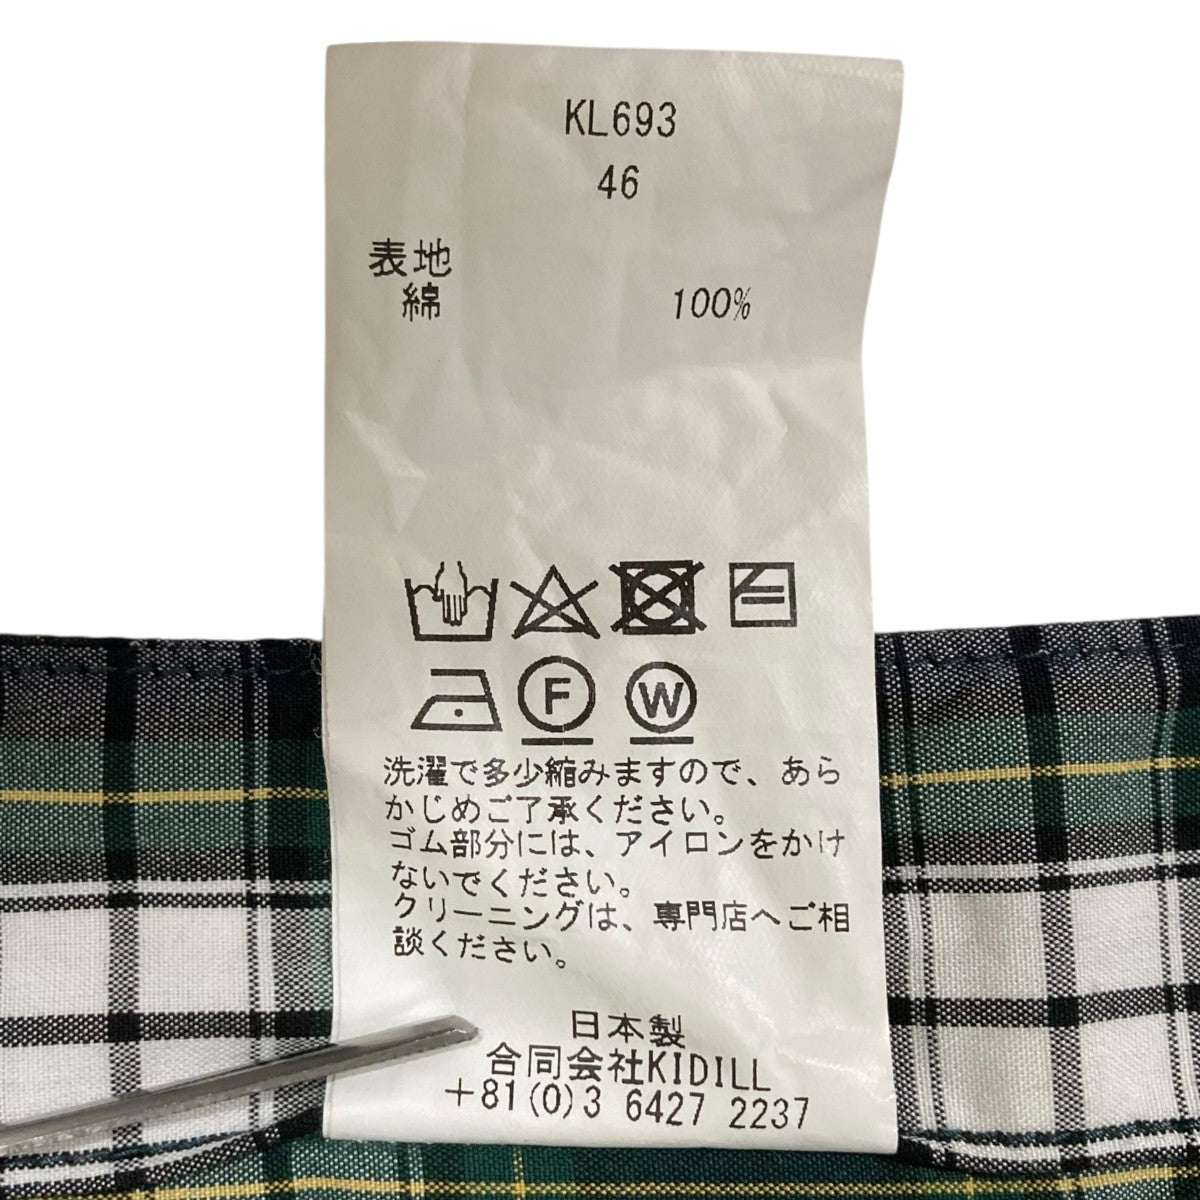 KL693
46
表地
綿 100%
F W
洗濯で多少縮みますので、あら
かじめご了承ください。
ゴム部分には、アイロンをかけ
ないでください。
クリーニングは、専門店へご相
談ください。
日本製
合同会社KIDILL
+81(0)3 6427 2237